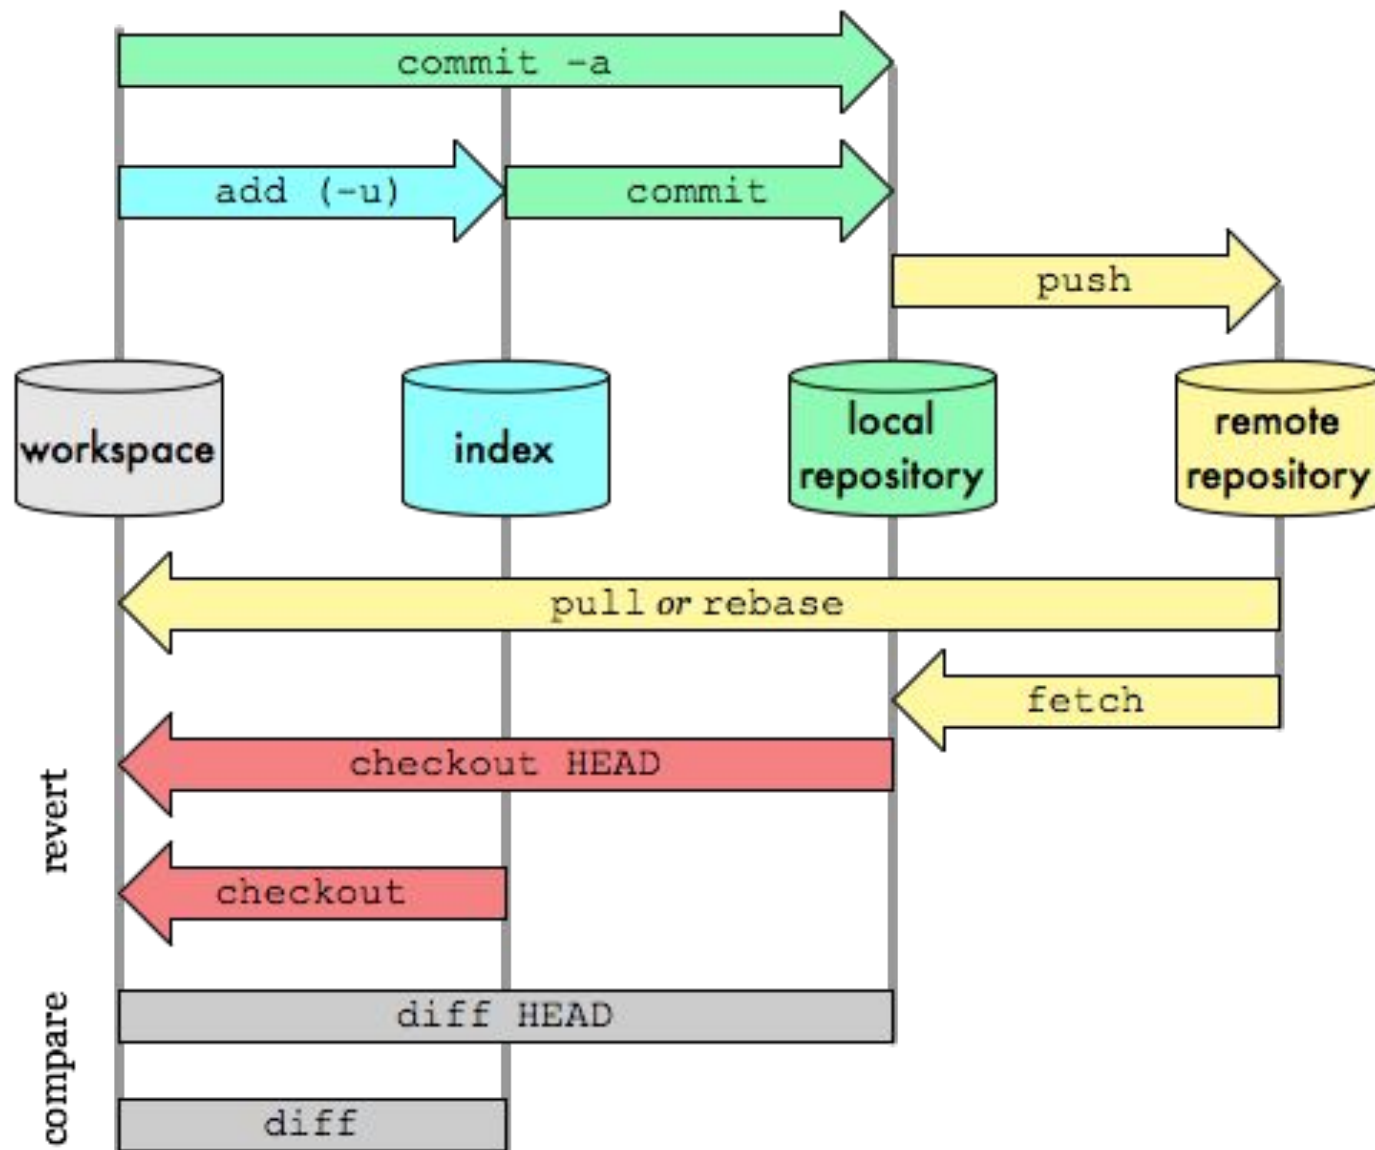 commit -a
add (-u)
commit
push
workspace
index
local
repository
remote
repository
pull or rebase
fetch
revert
checkout HEAD
checkout
compare
diff HEAD
diff